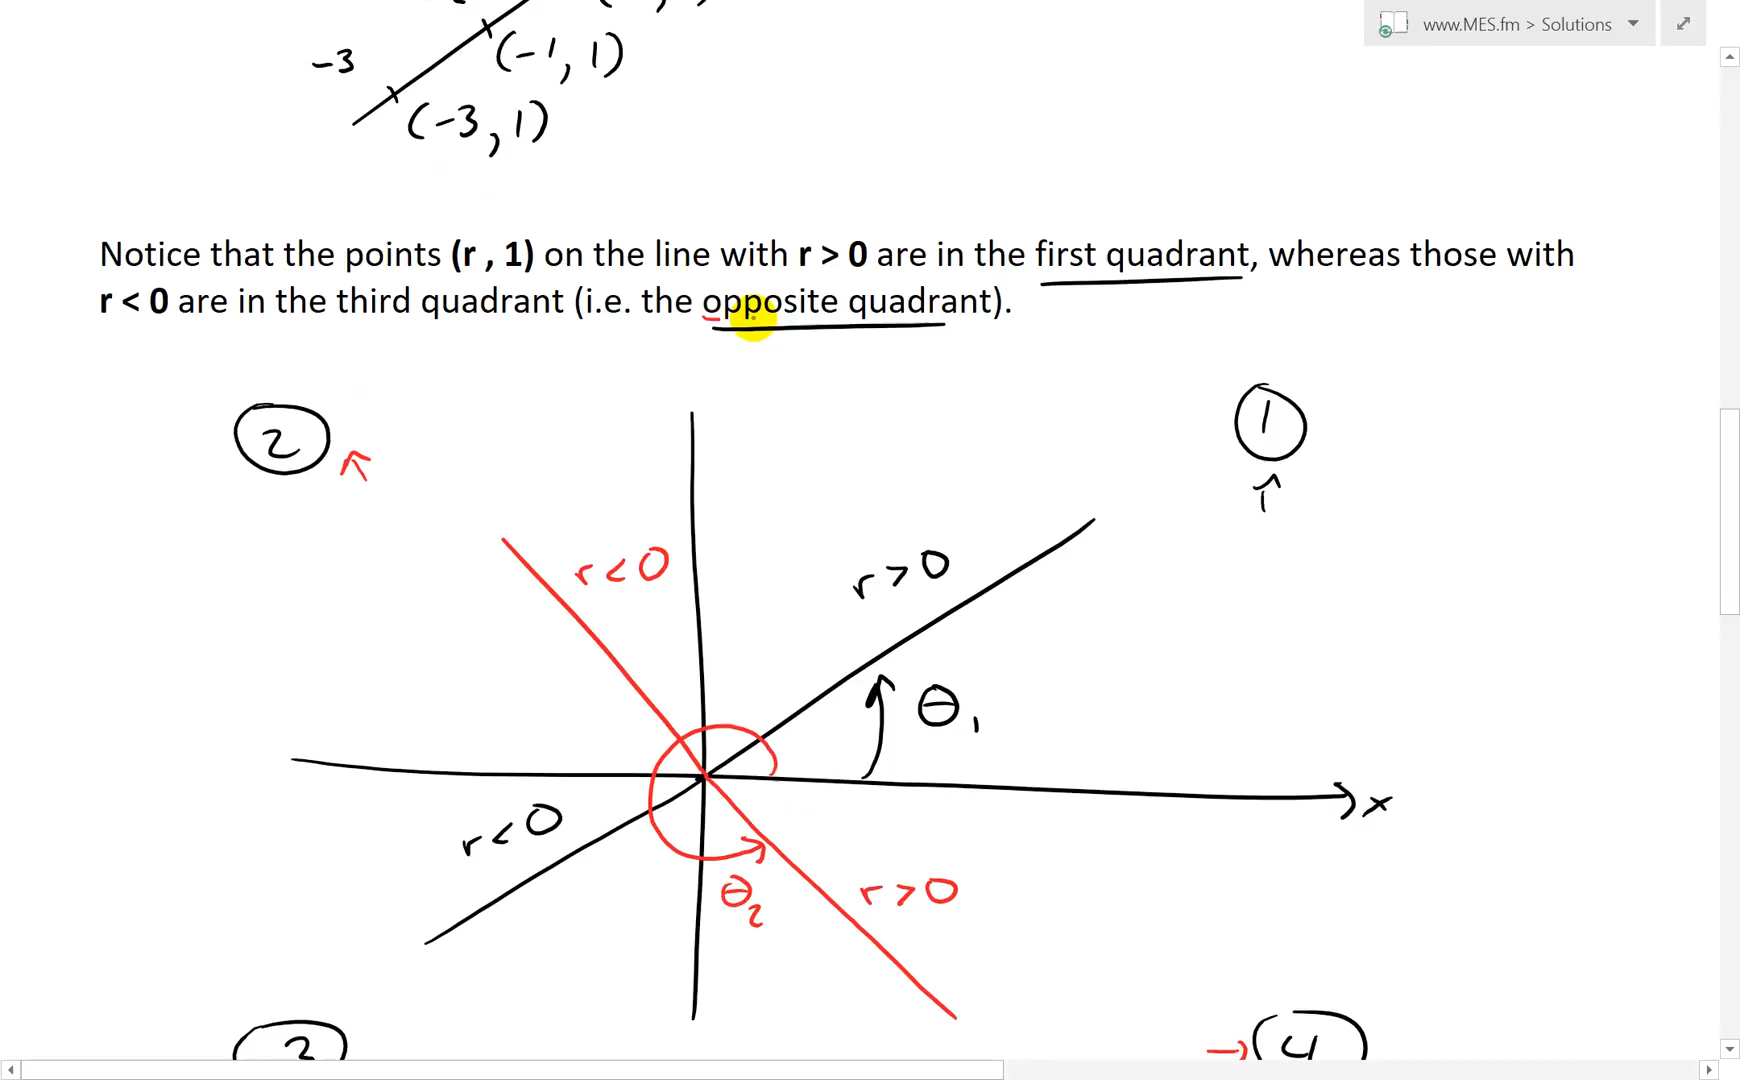 www.MES.fm > Solutions
(-1, 1)
-3
(-3, 1)
Notice that the points (r , 1) on the line with r > 0 are in the first quadrant, whereas those with
r < 0 are in the third quadrant (i.e. the opposite quadrant).
2
1
r<0
r>0
θ1
x
r<0
θ2
r>0
3
4